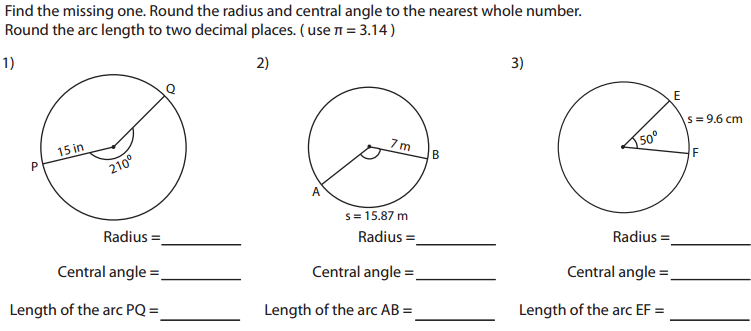 Find the missing one. Round the radius and central angle to the nearest whole number.
Round the arc length to two decimal places. ( use π = 3.14 )
1)
2)
3)
Q
P
15 in
210⁰
7 m
B
A
s = 15.87 m
E
s = 9.6 cm
50⁰
F
Radius =
Radius =
Radius =
Central angle =
Central angle =
Central angle =
Length of the arc PQ =
Length of the arc AB =
Length of the arc EF =